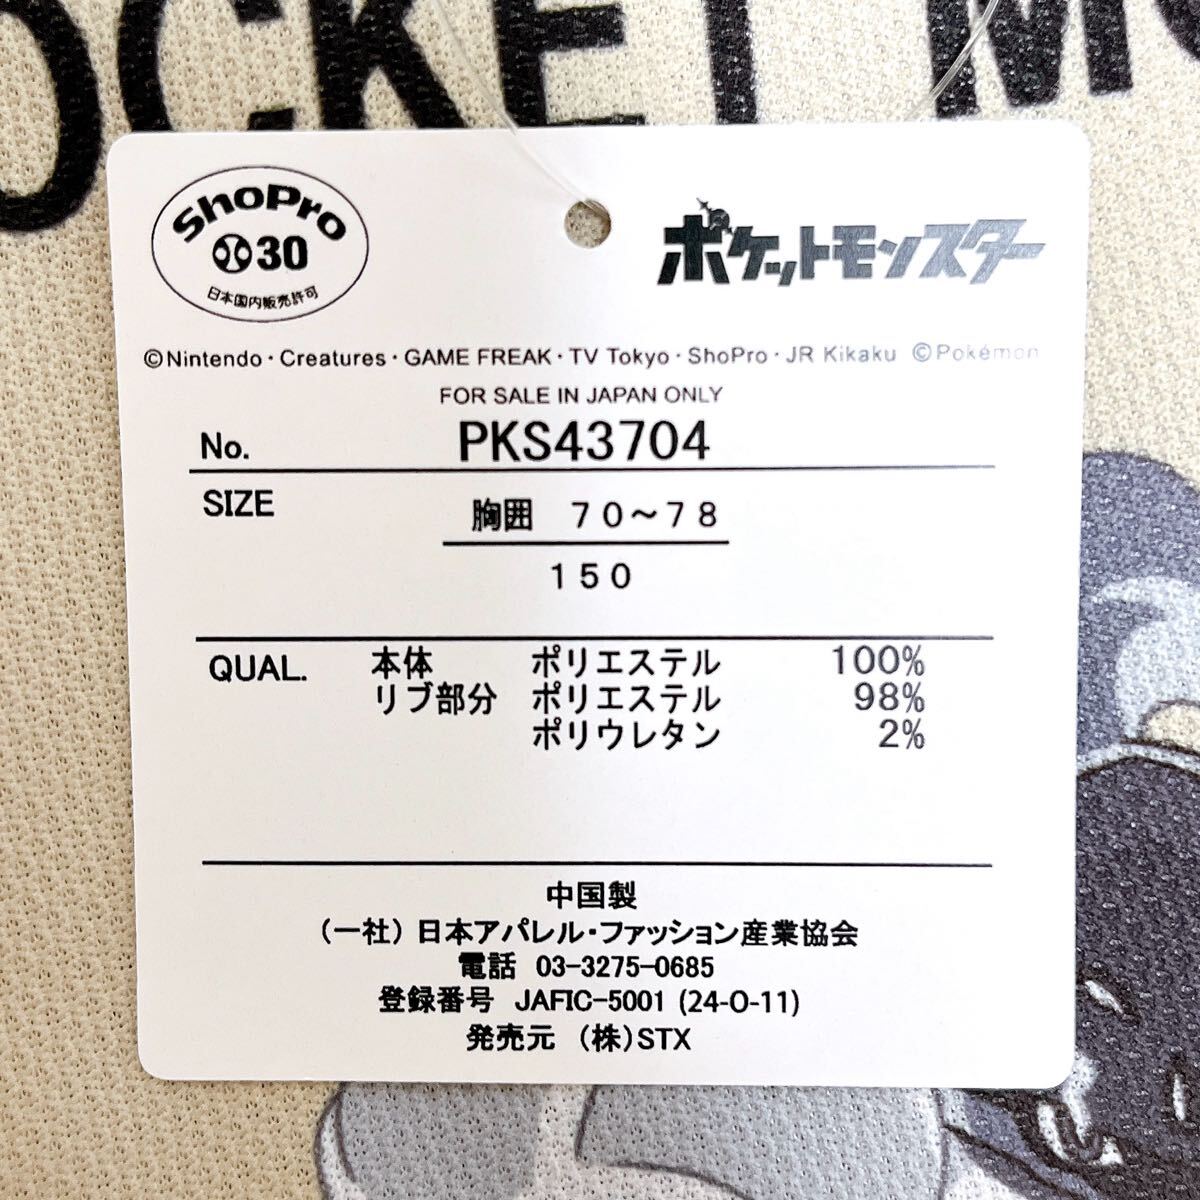 OCKET MO
ShoPro
30
日本国内販売許可
ポケットモンスター
©Nintendo・Creatures・GAME FREAK・TV Tokyo・ShoPro・JR Kikaku ©Pokémon
FOR SALE IN JAPAN ONLY
No. PKS43704
SIZE 胸囲 70～78
150
QUAL. 本体 ポリエステル 100%
リブ部分 ポリエステル 98%
ポリウレタン 2%
中国製
(一社) 日本アパレル・ファッション産業協会
電話 03-3275-0685
登録番号 JAFIC-5001 (24-O-11)
発売元 (株)STX